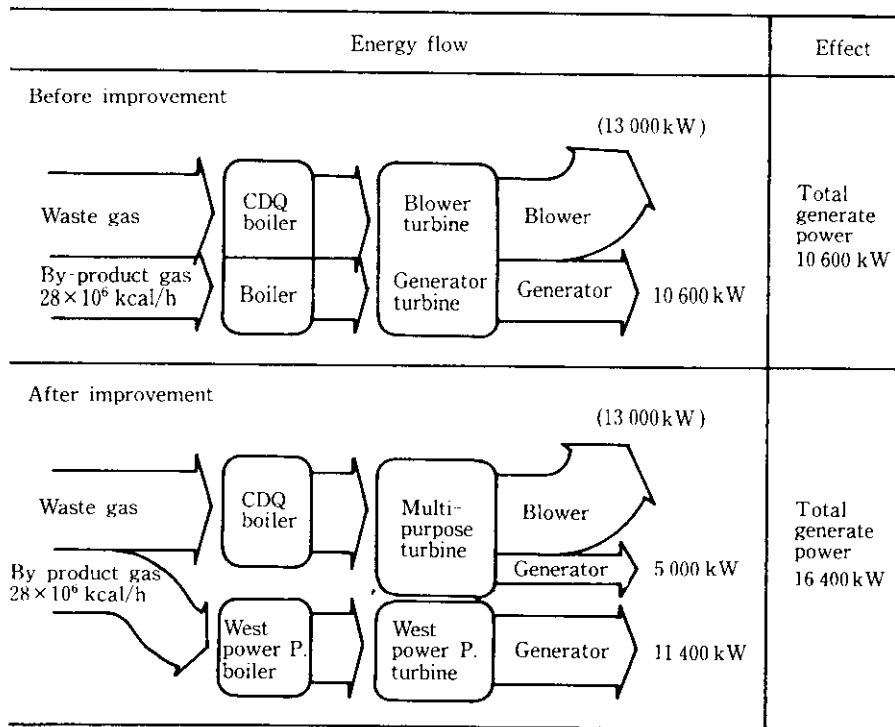 Energy flow
Effect
Before improvement
(13 000 kW)
Waste gas
CDQ
boiler
Blower
turbine
Blower
By-product gas
28×10⁶ kcal/h
Boiler
Generator
turbine
Generator
10 600 kW
Total
generate
power
10 600 kW
After improvement
(13 000 kW)
Waste gas
CDQ
boiler
Multi-
purpose
turbine
Blower
Generator
5 000 kW
By product gas
28×10⁶ kcal/h
West
power P.
boiler
West
power P.
turbine
Generator
11 400 kW
Total
generate
power
16 400 kW